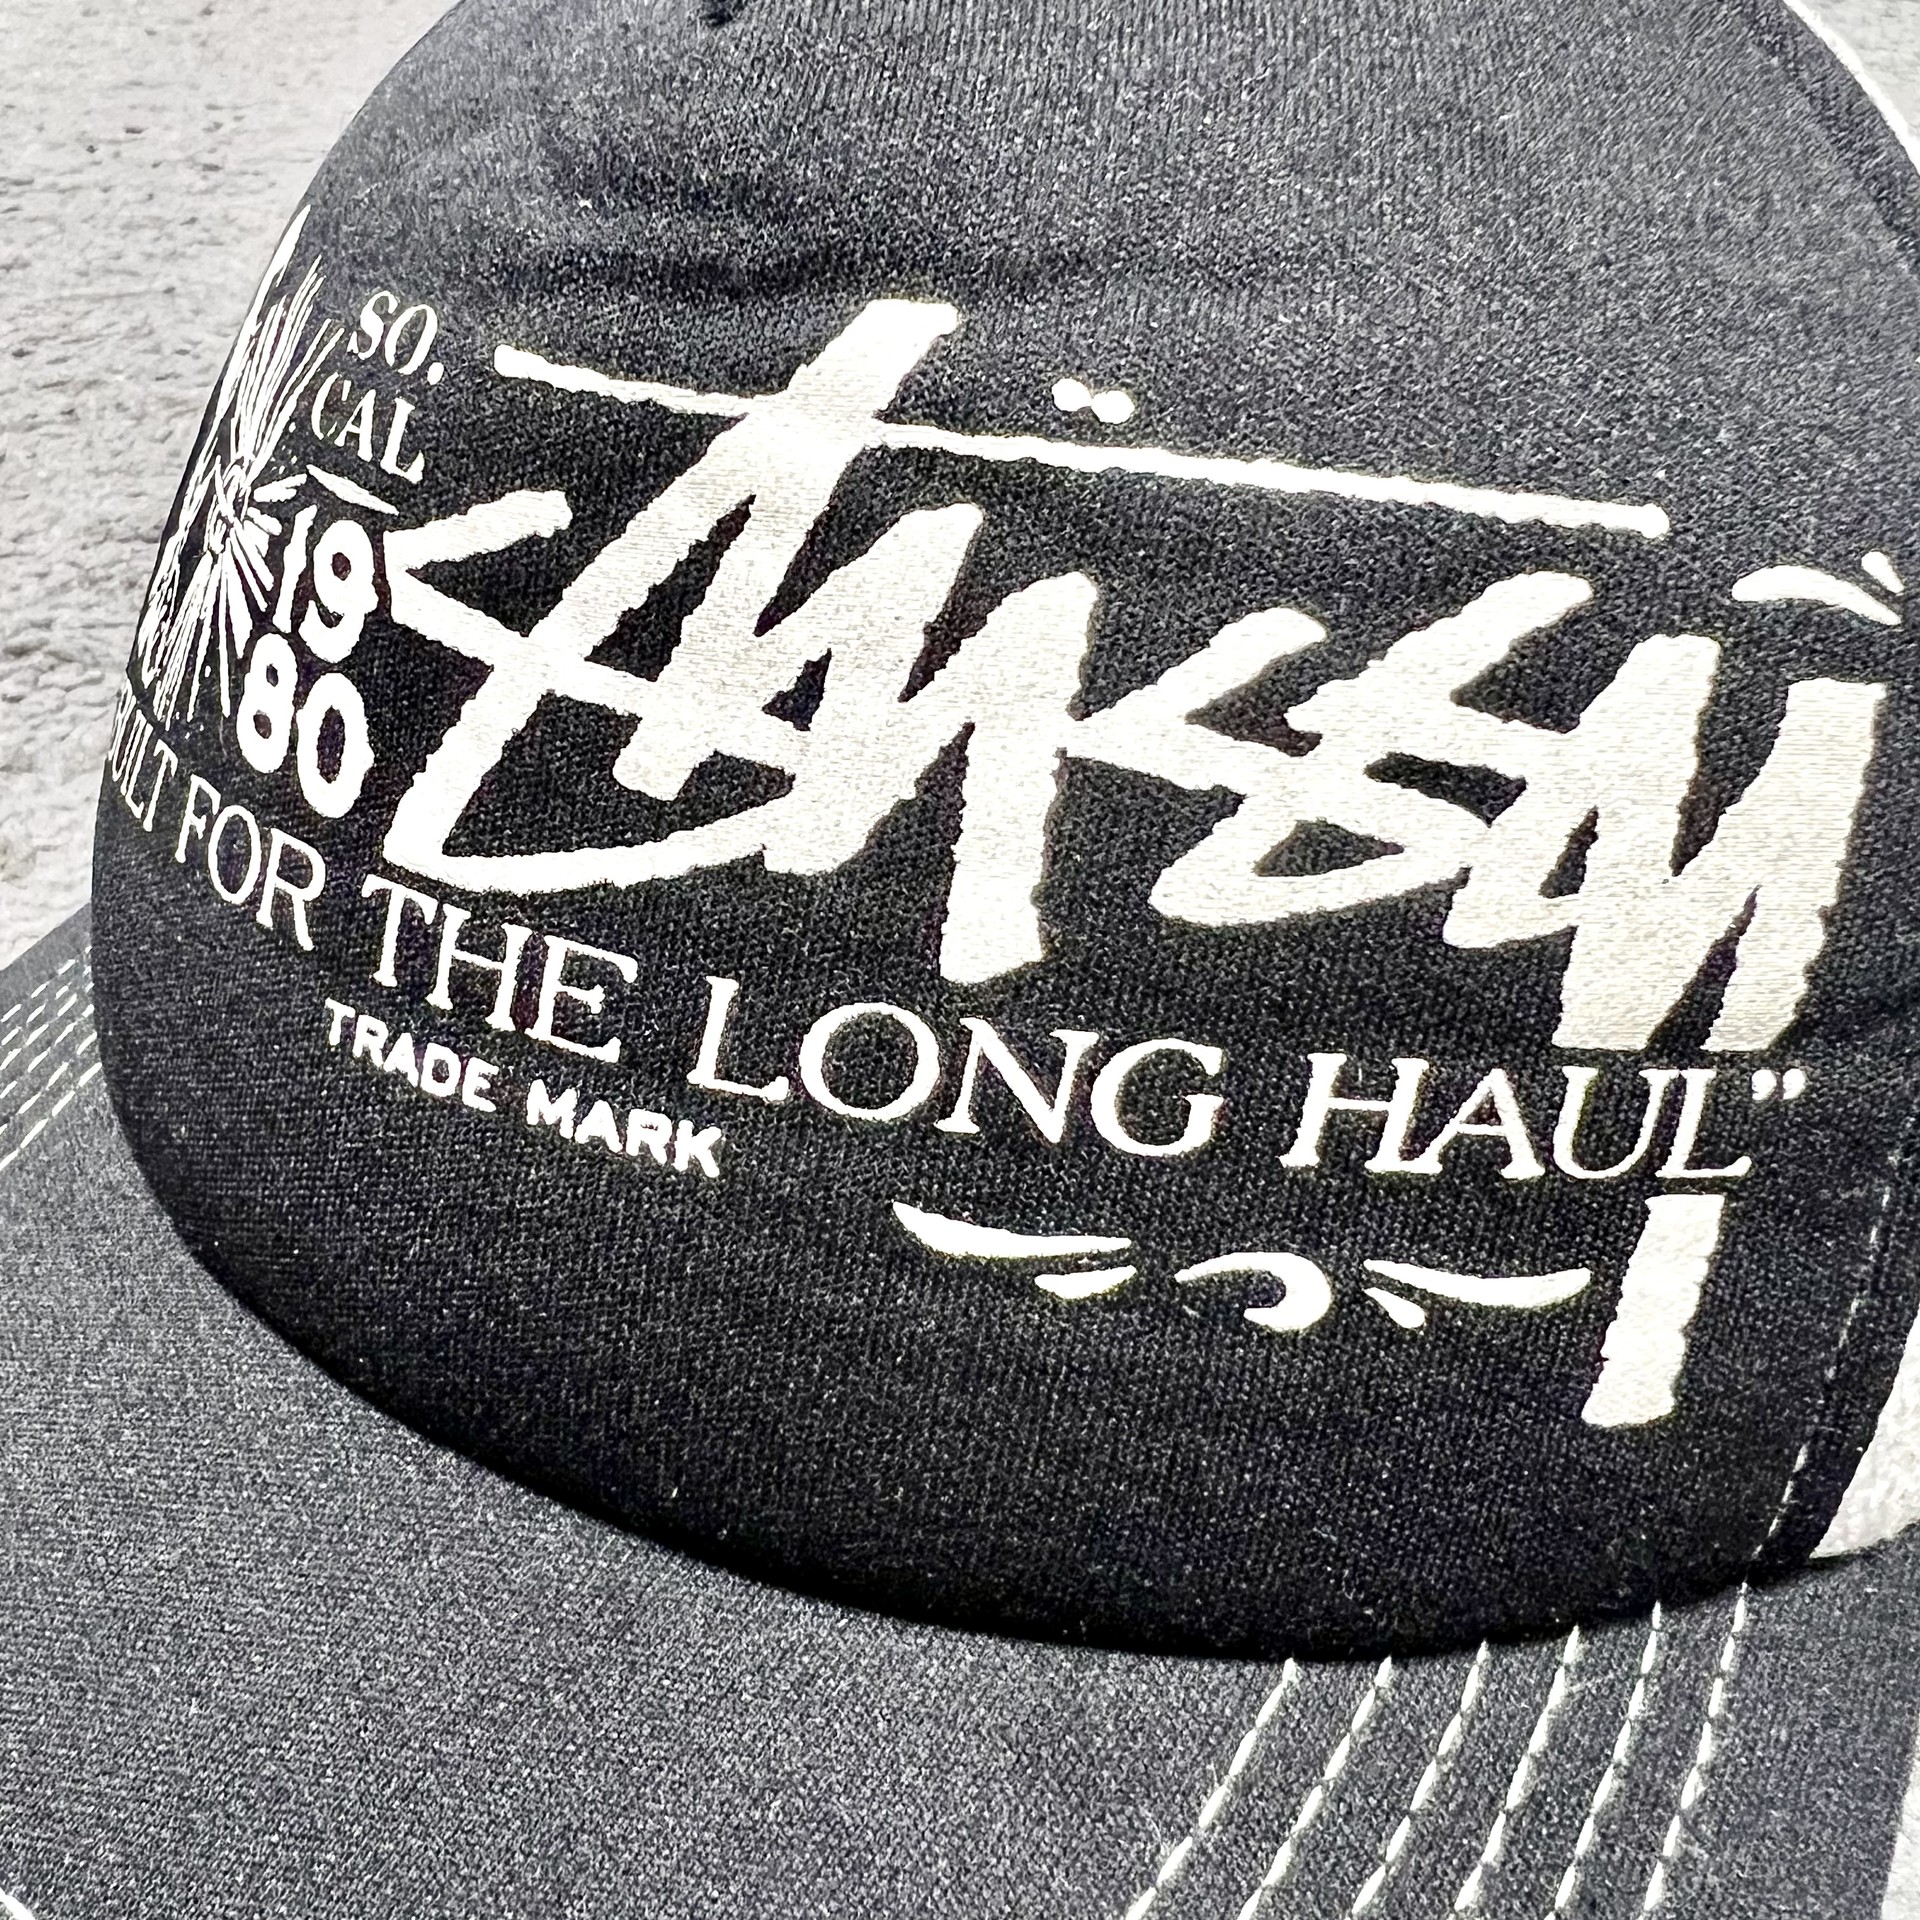 SO.
CAL
19
80
Stüssy
BUILT FOR THE LONG HAUL”
TRADE MARK